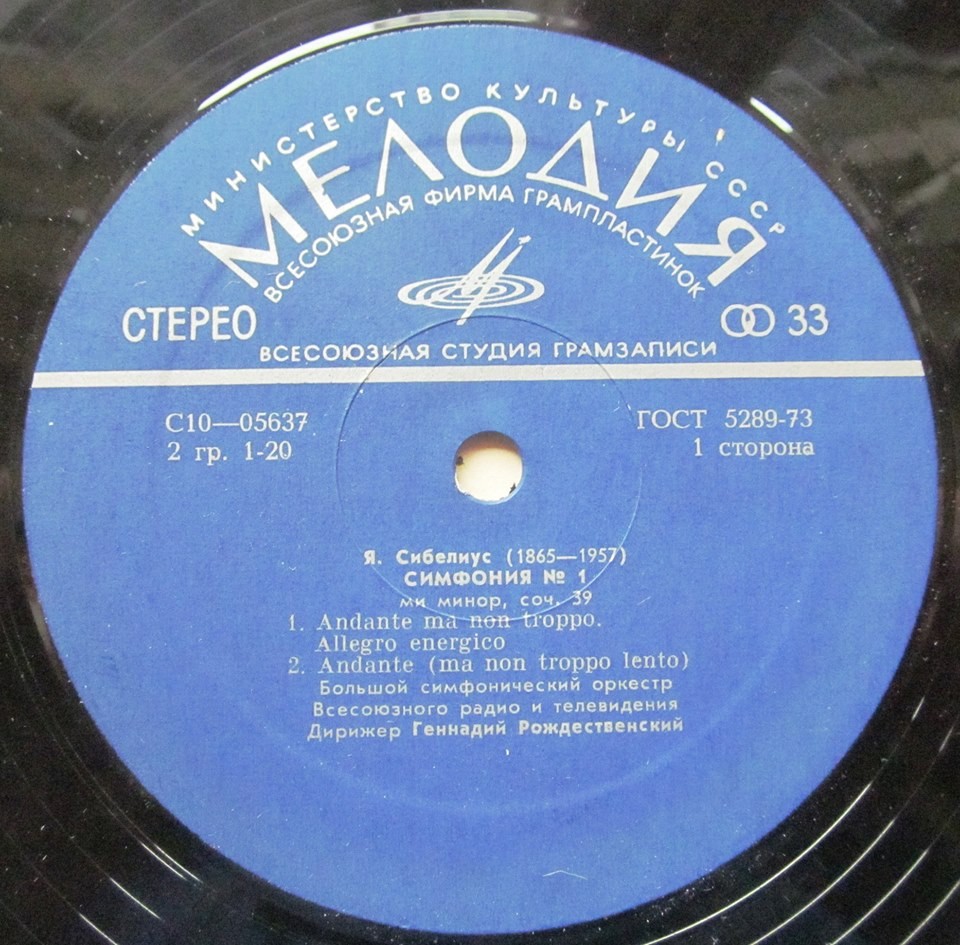 МИНИСТЕРСТВО КУЛЬТУРЫ СССР
МЕЛОДИЯ
ВСЕСОЮЗНАЯ ФИРМА ГРАМПЛАСТИНОК
СТЕРЕО
33
ВСЕСОЮЗНАЯ СТУДИЯ ГРАМЗАПИСИ
С10—05637
ГОСТ 5289-73
2 гр. 1-20
1 сторона
Я. Сибелиус (1865—1957)
СИМФОНИЯ № 1
ми минор, соч. 39
1. Andante ma non troppo.
Allegro energico
2. Andante (ma non troppo lento)
Большой симфонический оркестр
Всесоюзного радио и телевидения
Дирижер Геннадий Рождественский